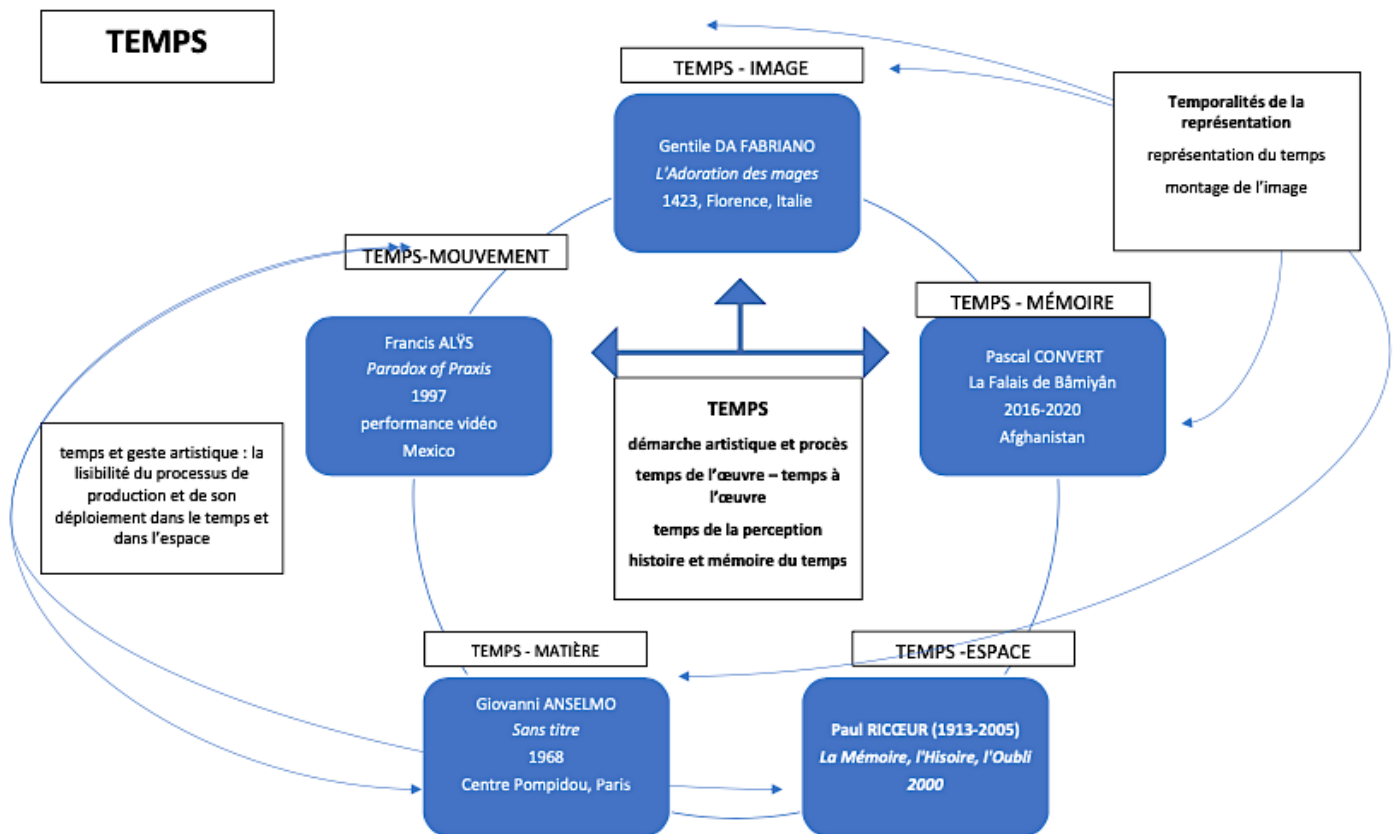 TEMPS
TEMPS - IMAGE
Gentile DA FABRIANO
L'Adoration des mages
1423, Florence, Italie
Temporalités de la
représentation
représentation du temps
montage de l'image
TEMPS-MOUVEMENT
Francis ALŸS
Paradox of Praxis
1997
performance vidéo
Mexico
TEMPS - MÉMOIRE
Pascal CONVERT
La Falais de Bâmiyân
2016-2020
Afghanistan
TEMPS
démarche artistique et procès
temps de l'œuvre – temps à
l'œuvre
temps de la perception
histoire et mémoire du temps
temps et geste artistique : la
lisibilité du processus de
production et de son
déploiement dans le temps et
dans l'espace
TEMPS - MATIÈRE
Giovanni ANSELMO
Sans titre
1968
Centre Pompidou, Paris
TEMPS -ESPACE
Paul RICŒUR (1913-2005)
La Mémoire, l'Hisoire, l'Oubli
2000